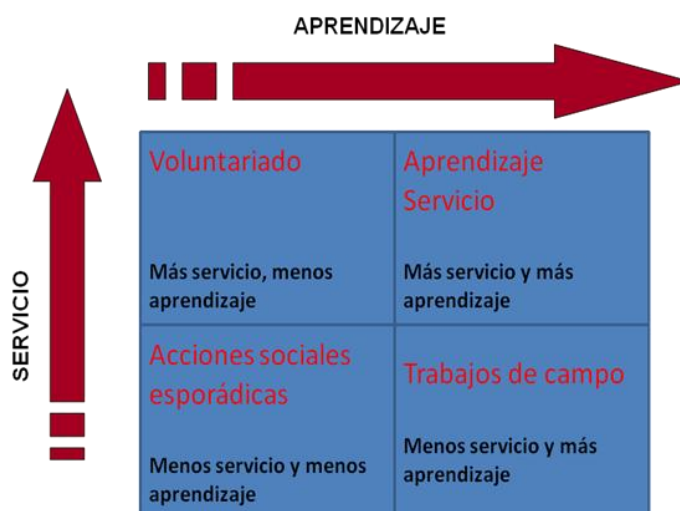 APRENDIZAJE
SERVICIO
Voluntariado
Más servicio, menos
aprendizaje
Aprendizaje
Servicio
Más servicio y más
aprendizaje
Acciones sociales
esporádicas
Menos servicio y menos
aprendizaje
Trabajos de campo
Menos servicio y más
aprendizaje